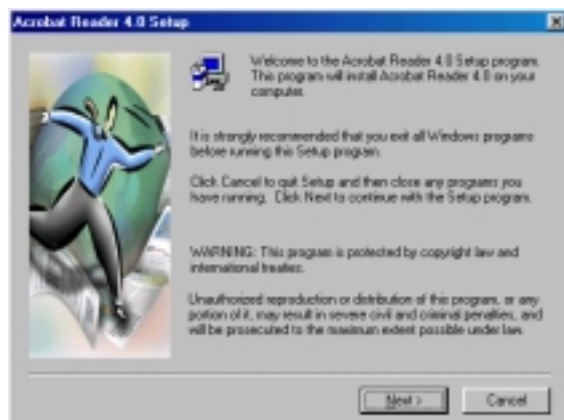 Acrobat Reader 4.0 Setup
Welcome to the Acrobat Reader 4.0 Setup program.
This program will install Acrobat Reader 4.0 on your
computer.
It is strongly recommended that you exit all Windows programs
before running this Setup program.
Click Cancel to quit Setup and then close any programs you
have running. Click Next to continue with the Setup program.
WARNING: This program is protected by copyright law and
international treaties.
Unauthorized reproduction or distribution of this program, or any
portion of it, may result in severe civil and criminal penalties, and
will be prosecuted to the maximum extent possible under law.
Next >
Cancel